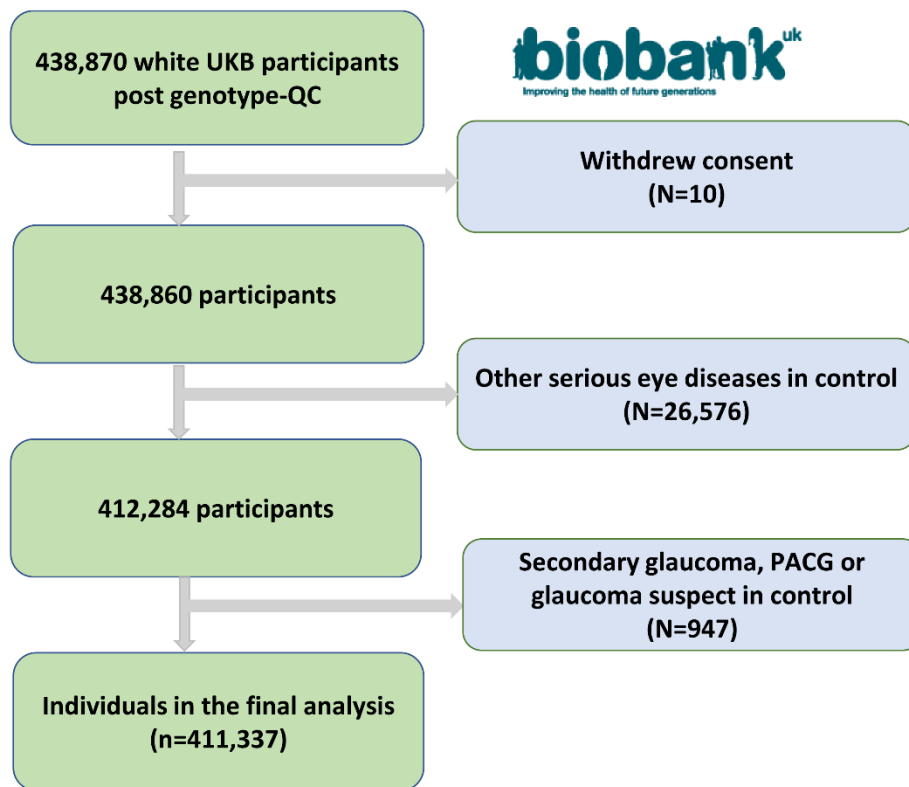 438,870 white UKB participants
post genotype-QC
biobank uk
Improving the health of future generations
Withdrew consent
(N=10)
438,860 participants
Other serious eye diseases in control
(N=26,576)
412,284 participants
Secondary glaucoma, PACG or
glaucoma suspect in control
(N=947)
Individuals in the final analysis
(n=411,337)